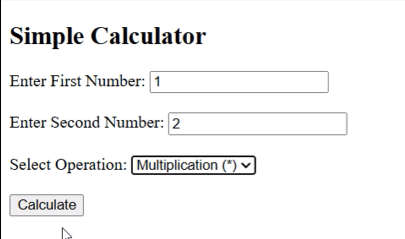 Simple Calculator
Enter First Number: 1
Enter Second Number: 2
Select Operation: Multiplication (*)
Calculate